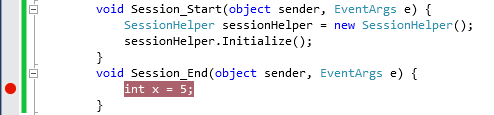 void Session_Start(object sender, EventArgs e) {
SessionHelper sessionHelper = new SessionHelper();
sessionHelper.Initialize();
}
void Session_End(object sender, EventArgs e) {
int x = 5;
}